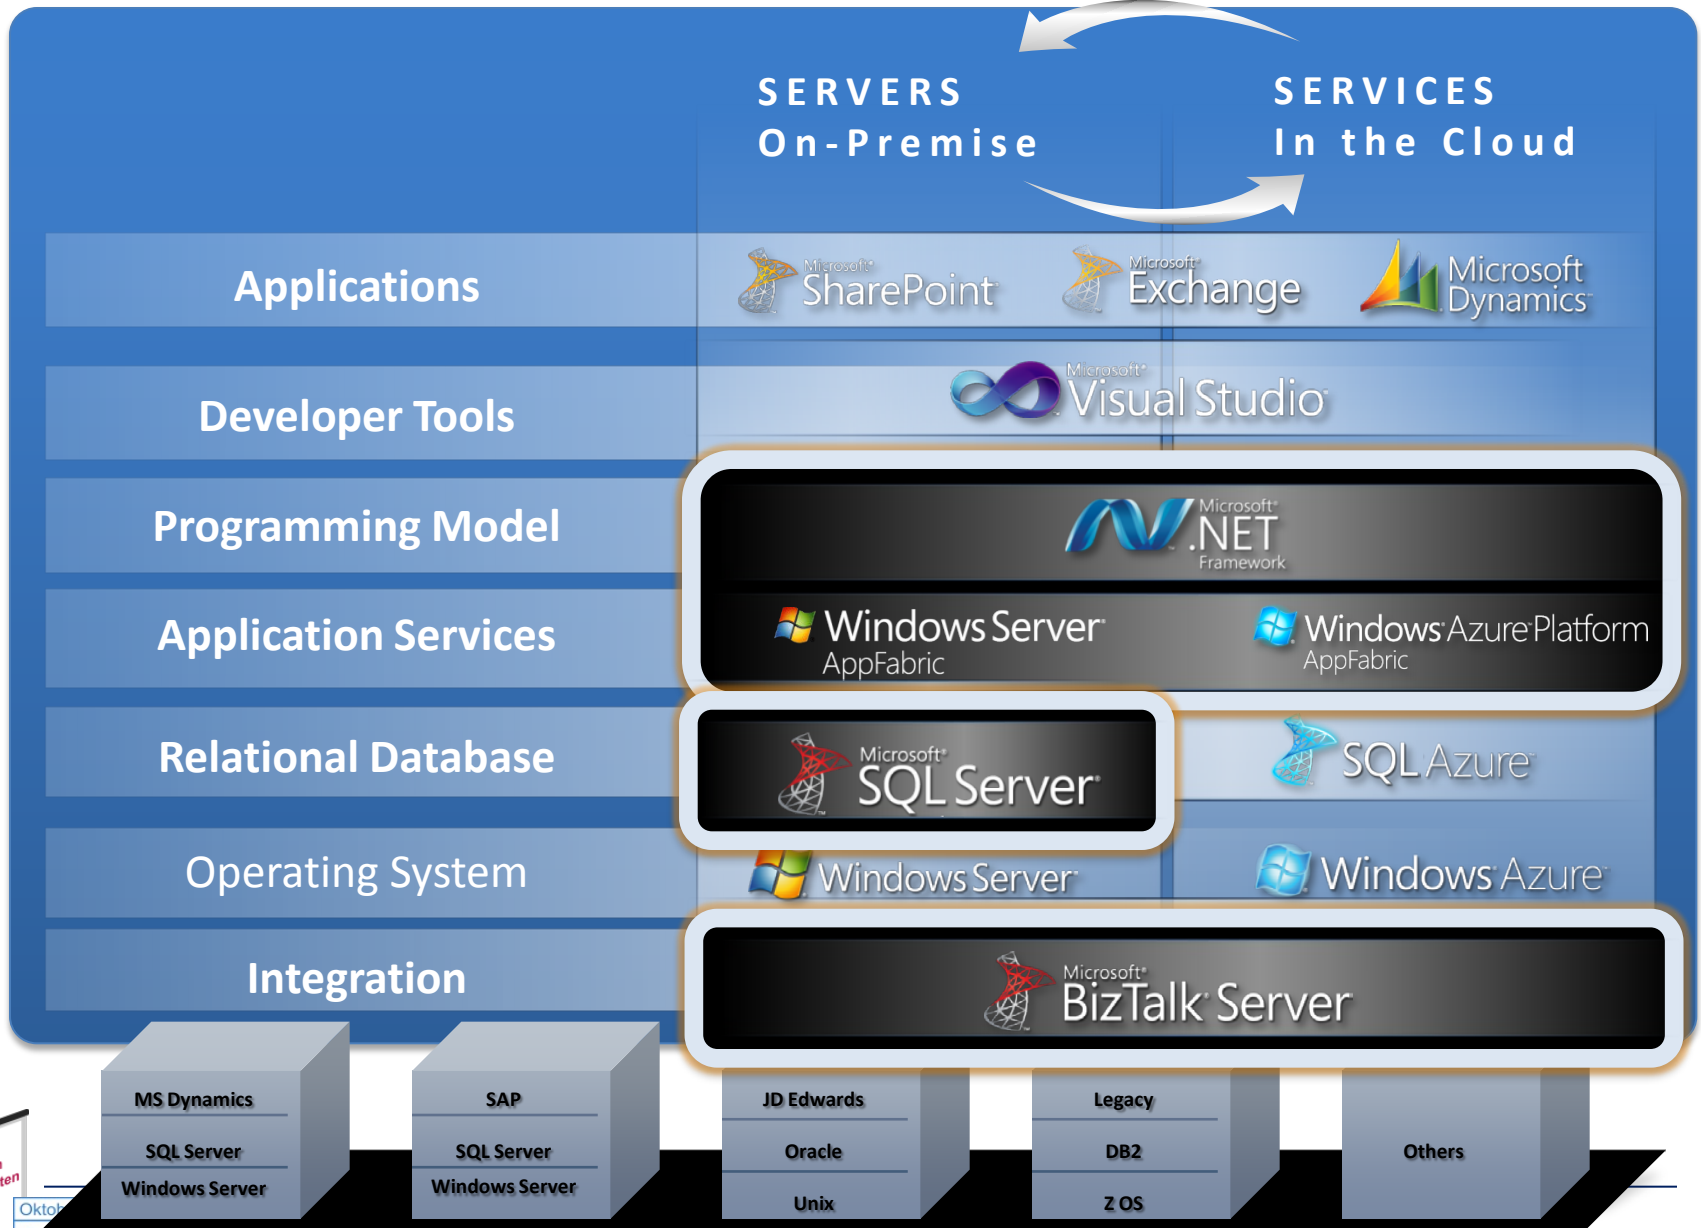 SERVERS
On-Premise
SERVICES
In the Cloud
Applications
Microsoft®
SharePoint
Microsoft®
Exchange
Microsoft
Dynamics
Developer Tools
Microsoft®
Visual Studio
Programming Model
Microsoft®
.NET
Framework
Application Services
Windows Server®
AppFabric
Windows Azure Platform
AppFabric
Relational Database
Microsoft®
SQL Server®
SQL Azure™
Operating System
Windows Server®
Windows Azure
Integration
Microsoft®
BizTalk Server
MS Dynamics
SQL Server
Windows Server
SAP
SQL Server
Windows Server
JD Edwards
Oracle
Unix
Legacy
DB2
Z OS
Others